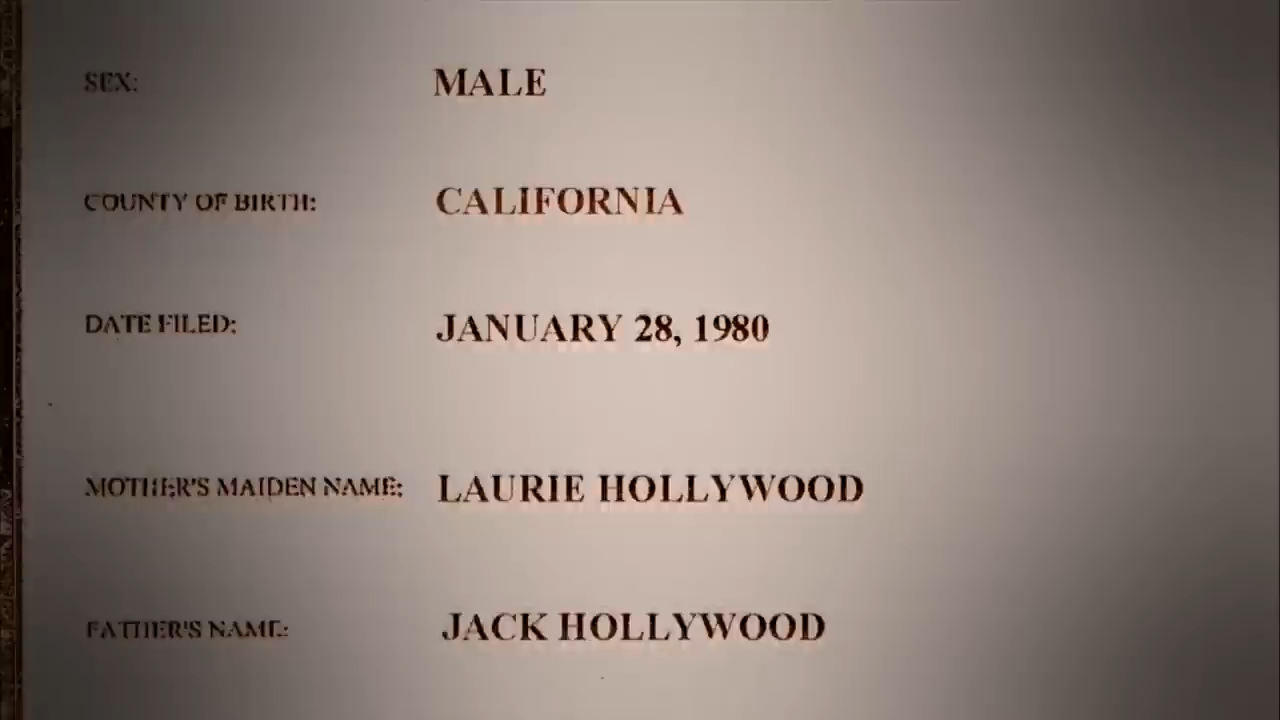 SEX: MALE
COUNTY OF BIRTH: CALIFORNIA
DATE FILED: JANUARY 28, 1980
MOTHER'S MAIDEN NAME: LAURIE HOLLYWOOD
FATHER'S NAME: JACK HOLLYWOOD